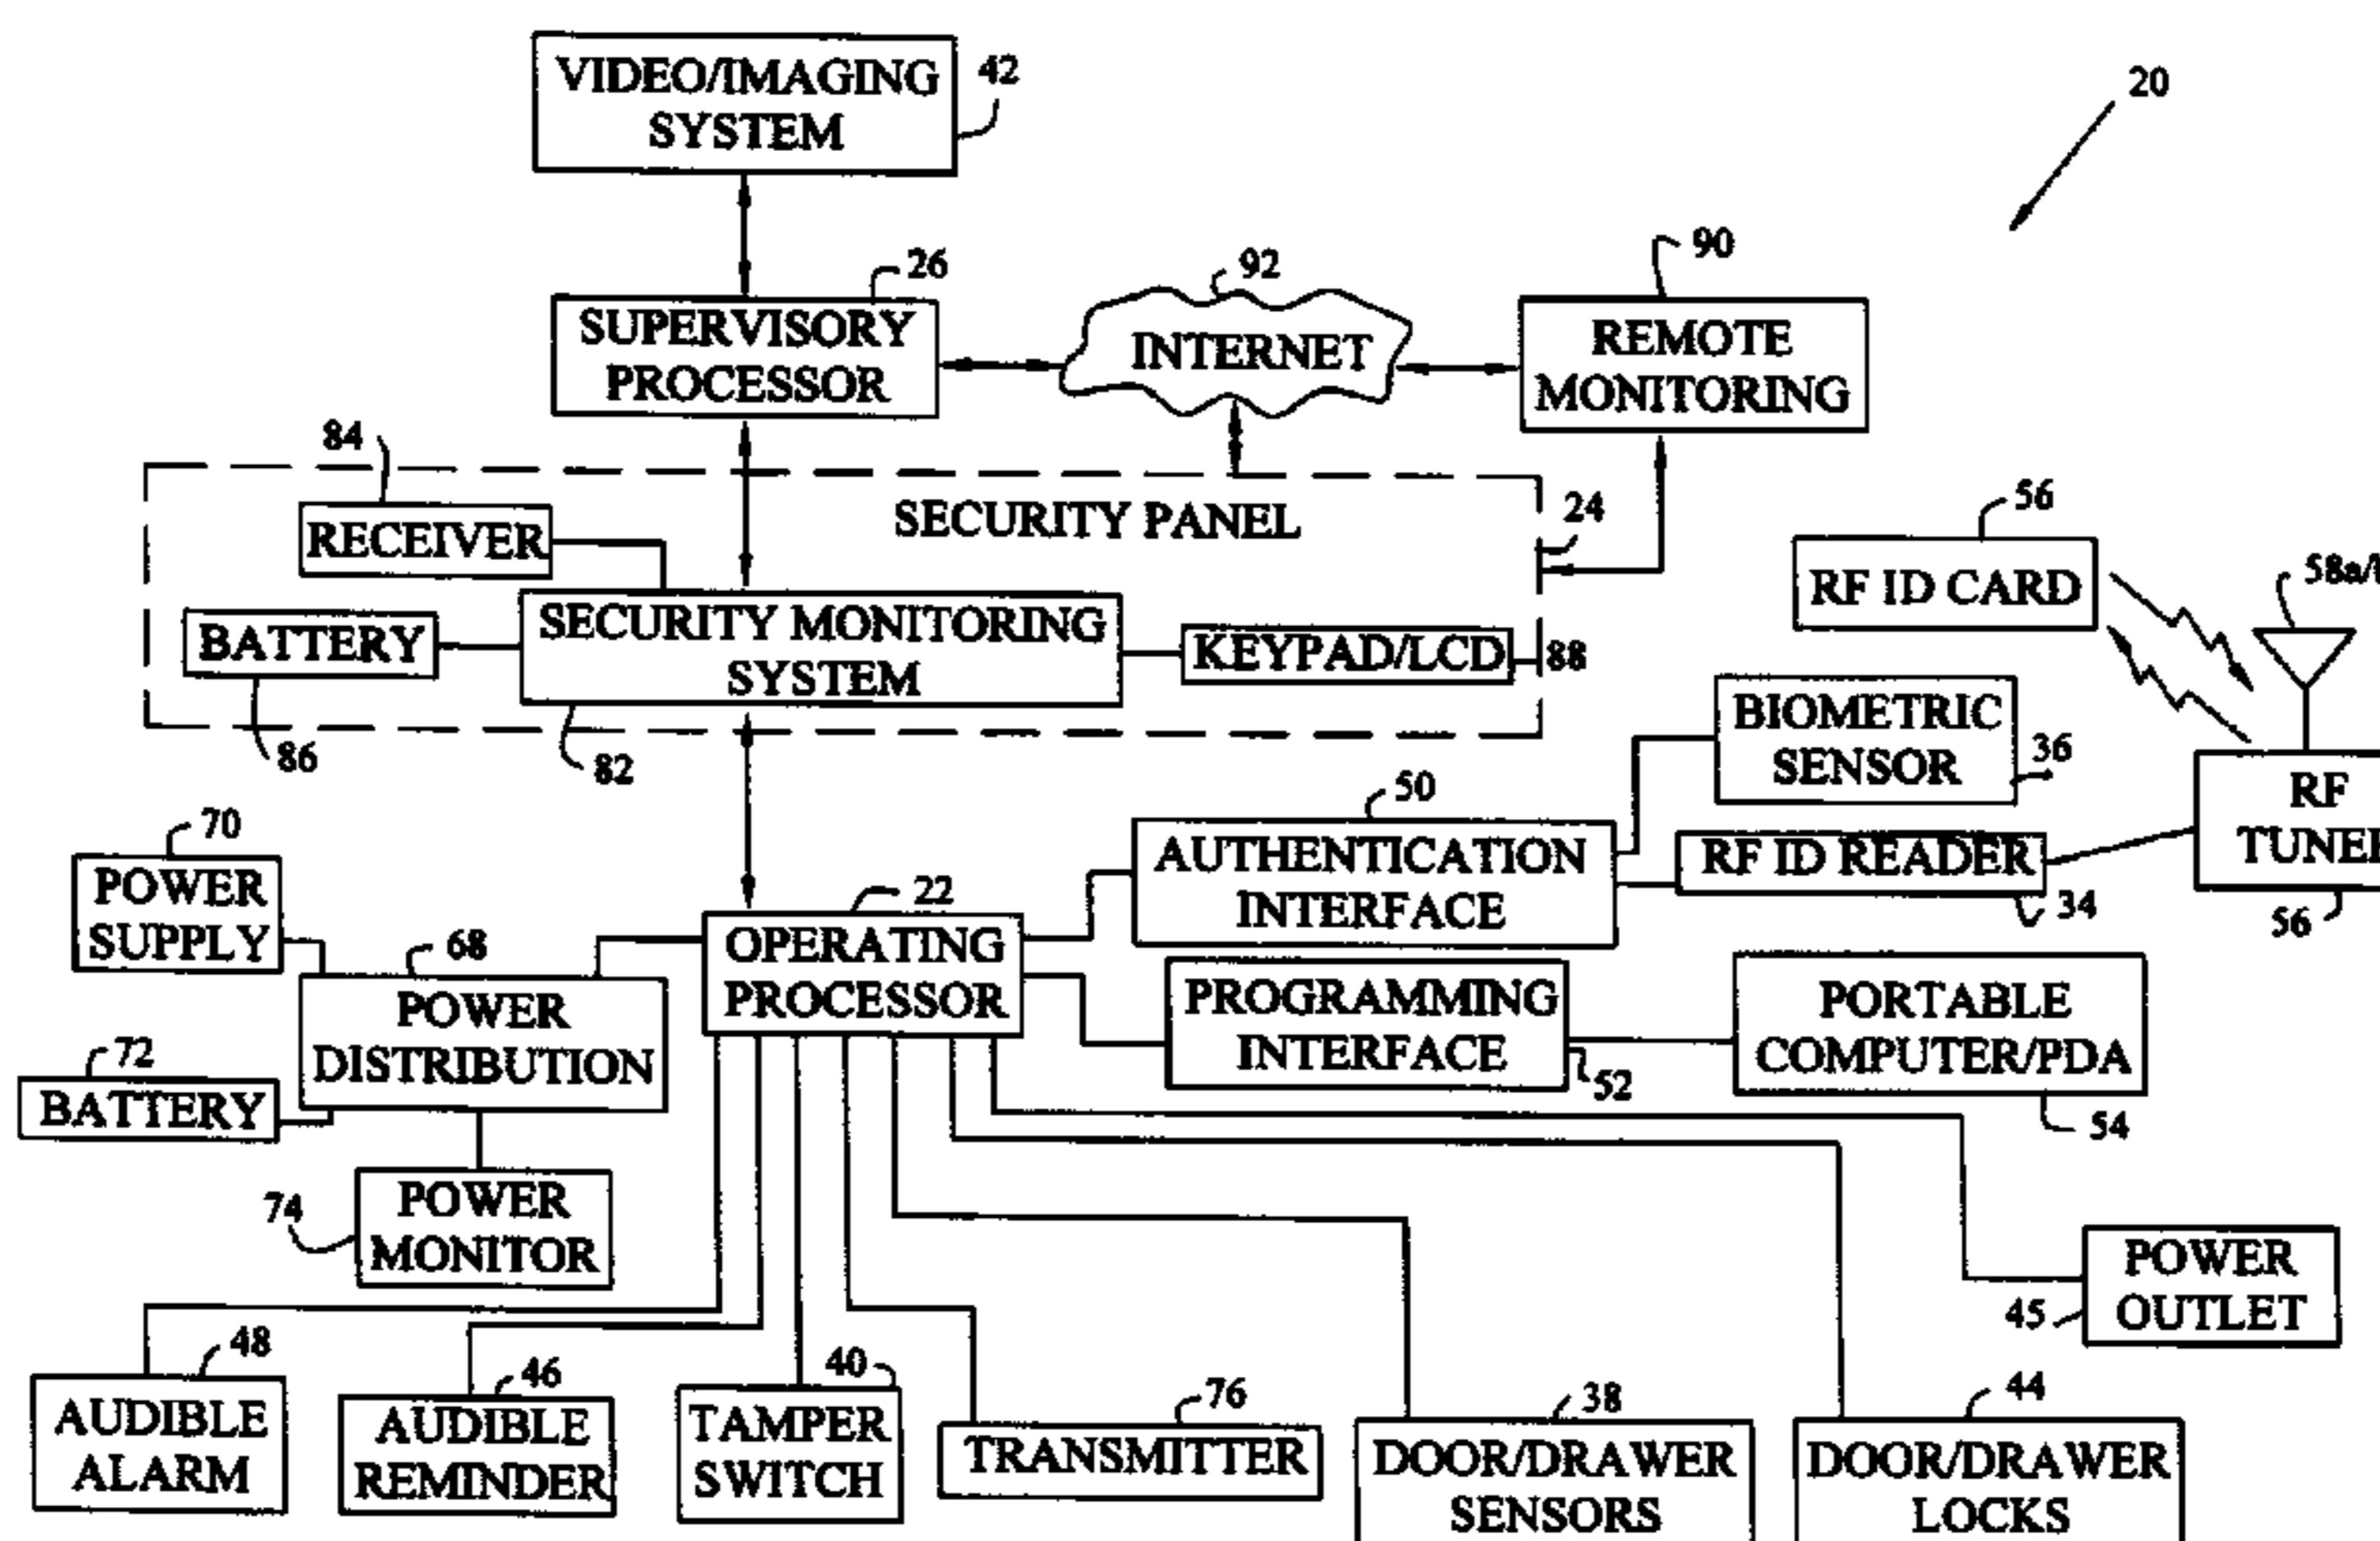 VIDEO/IMAGING
SYSTEM
42
20
SUPERVISORY
PROCESSOR
26
INTERNET
92
REMOTE
MONITORING
90
SECURITY PANEL
24
RECEIVER
84
BATTERY
86
SECURITY MONITORING
SYSTEM
82
KEYPAD/LCD
88
RF ID CARD
56
58a/
BIOMETRIC
SENSOR
36
RF
TUNER
56
AUTHENTICATION
INTERFACE
50
RF ID READER
34
POWER
SUPPLY
70
OPERATING
PROCESSOR
22
POWER
DISTRIBUTION
68
PROGRAMMING
INTERFACE
52
PORTABLE
COMPUTER/PDA
54
BATTERY
72
POWER
MONITOR
74
POWER
OUTLET
45
AUDIBLE
ALARM
48
AUDIBLE
REMINDER
46
TAMPER
SWITCH
40
TRANSMITTER
76
DOOR/DRAWER
SENSORS
38
DOOR/DRAWER
LOCKS
44